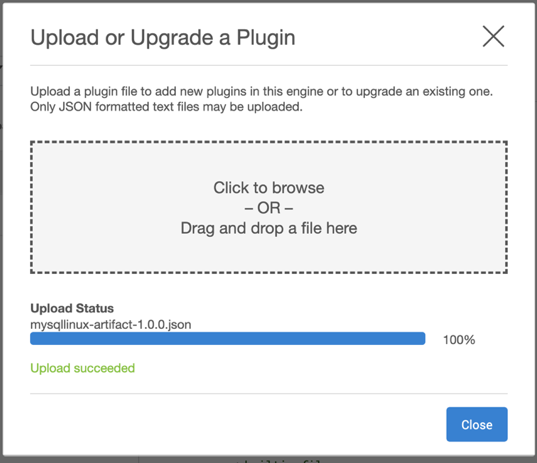 Upload or Upgrade a Plugin
Upload a plugin file to add new plugins in this engine or to upgrade an existing one.
Only JSON formatted text files may be uploaded.
Click to browse
– OR –
Drag and drop a file here
Upload Status
mysqllinux-artifact-1.0.0.json
100%
Upload succeeded
Close